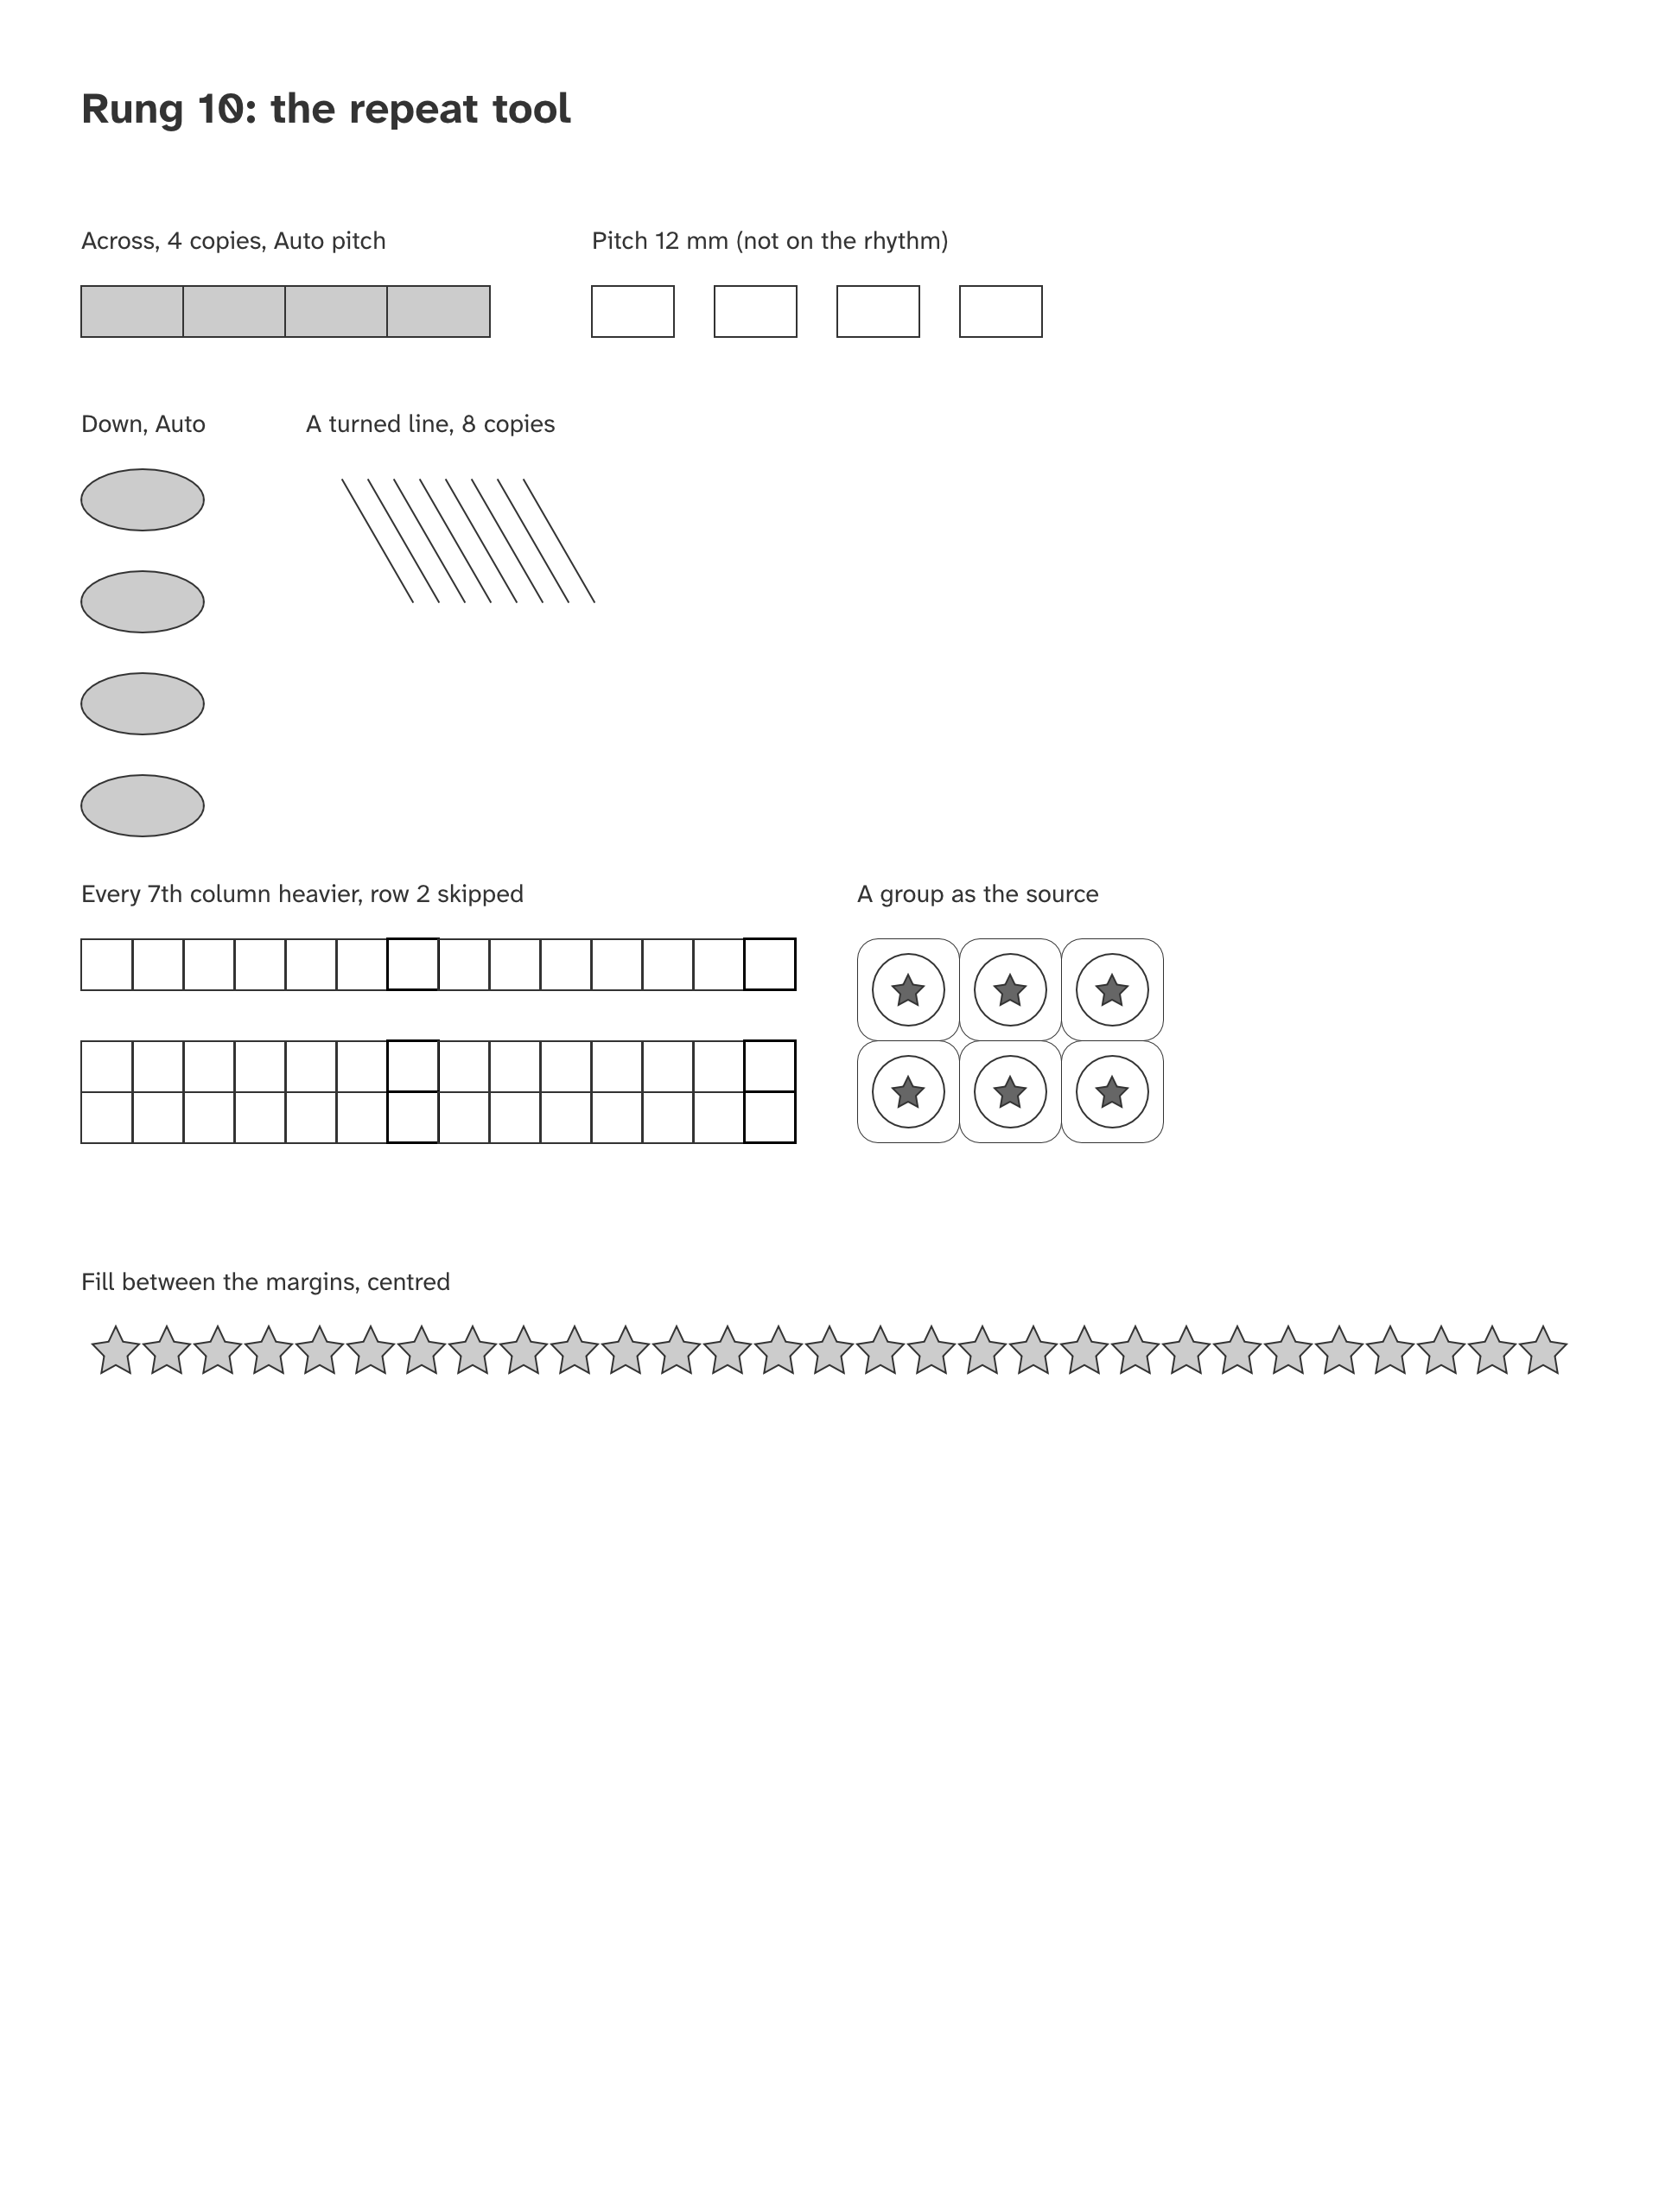 Rung 10: the repeat tool
Across, 4 copies, Auto pitch
Pitch 12 mm (not on the rhythm)
Down, Auto
A turned line, 8 copies
Every 7th column heavier, row 2 skipped
A group as the source
Fill between the margins, centred